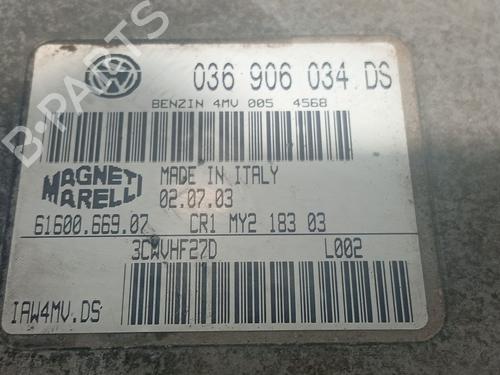 036 906 034 DS
BENZIN 4MV 005 4568
MAGNETI
MARELLI
MADE IN ITALY
02.07.03
61600.669.07 CR1 MY2 183 03
3CWVHF27D L002
IAW4MV.DS
B-PARTS